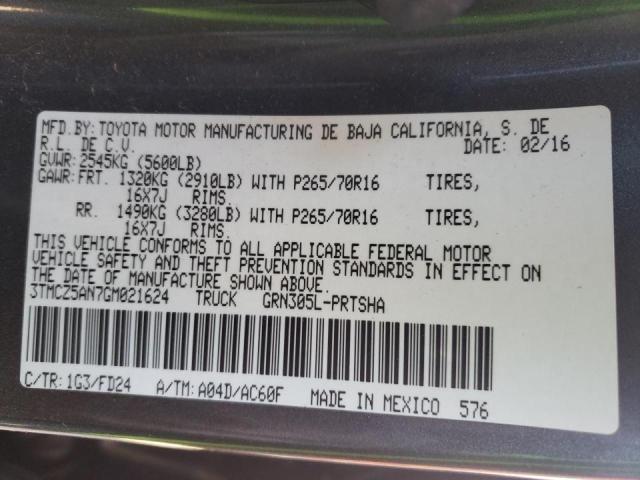 MFD.BY: TOYOTA MOTOR MANUFACTURING DE BAJA CALIFORNIA, S. DE
R.L. DE C.V. DATE: 02/16
GVWR: 2545KG (5600LB)
GAWR: FRT. 1320KG (2910LB) WITH P265/70R16 TIRES,
16X7J RIMS.
RR. 1490KG (3280LB) WITH P265/70R16 TIRES,
16X7J RIMS.
THIS VEHICLE CONFORMS TO ALL APPLICABLE FEDERAL MOTOR
VEHICLE SAFETY AND THEFT PREVENTION STANDARDS IN EFFECT ON
THE DATE OF MANUFACTURE SHOWN ABOVE.
3TMCZ5AN7GM021624 TRUCK GRN305L-PRTSHA
C/TR: 1G3/FD24 A/TM: A04D/AC60F MADE IN MEXICO 576